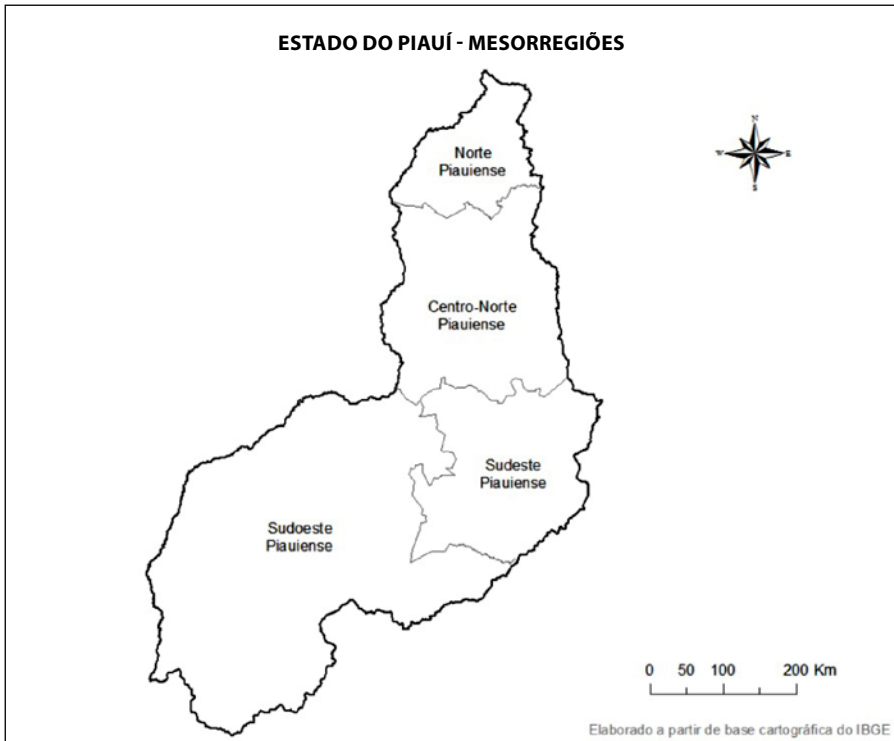 ESTADO DO PIAUÍ - MESORREGIÕES
N
W E
S
Norte
Piauiense
Centro-Norte
Piauiense
Sudeste
Piauiense
Sudoeste
Piauiense
0 50 100 200 Km
Elaborado a partir de base cartográfica do IBGE